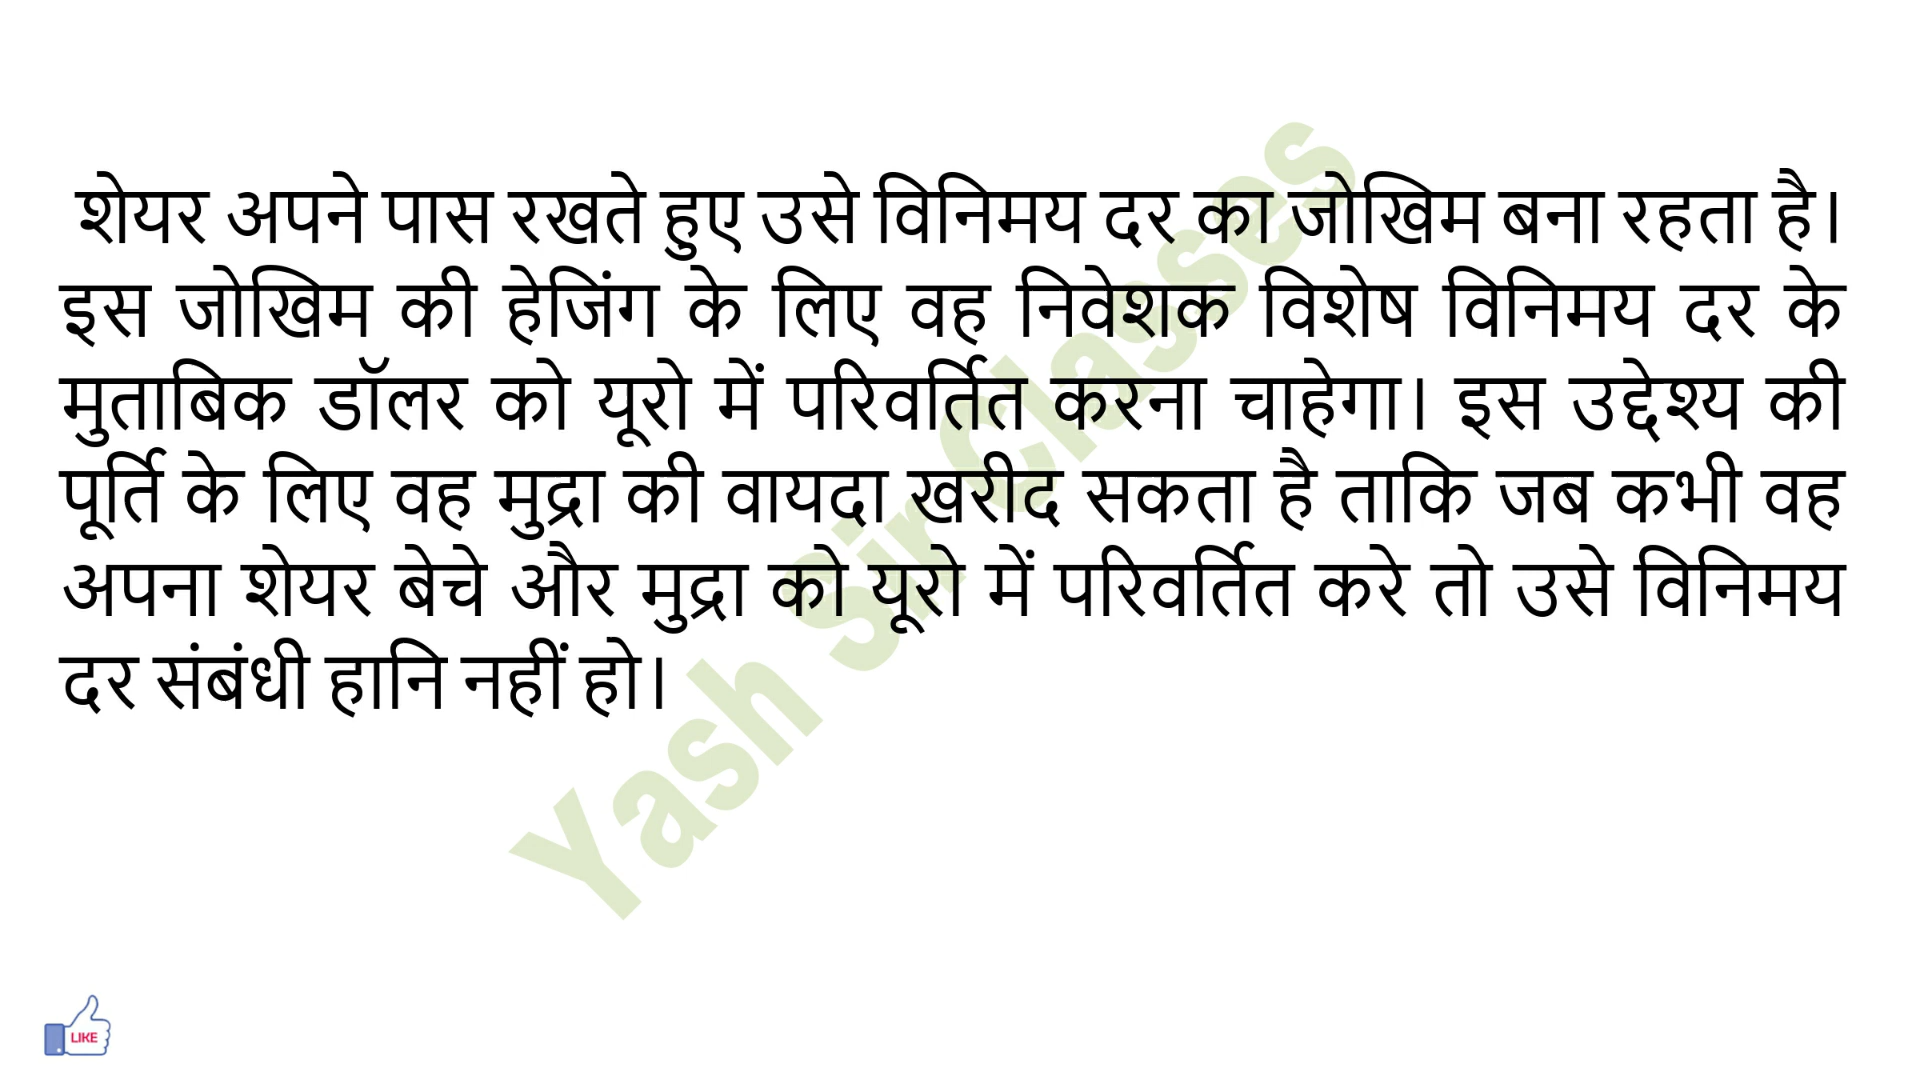 शेयर अपने पास रखते हुए उसे विनिमय दर का जोखिम बना रहता है।
इस जोखिम की हेजिंग के लिए वह निवेशक विशेष विनिमय दर के
मुताबिक डॉलर को यूरो में परिवर्तित करना चाहेगा। इस उद्देश्य की
पूर्ति के लिए वह मुद्रा की वायदा खरीद सकता है ताकि जब कभी वह
अपना शेयर बेचे और मुद्रा को यूरो में परिवर्तित करे तो उसे विनिमय
दर संबंधी हानि नहीं हो।
Yash Sir Classes
LIKE